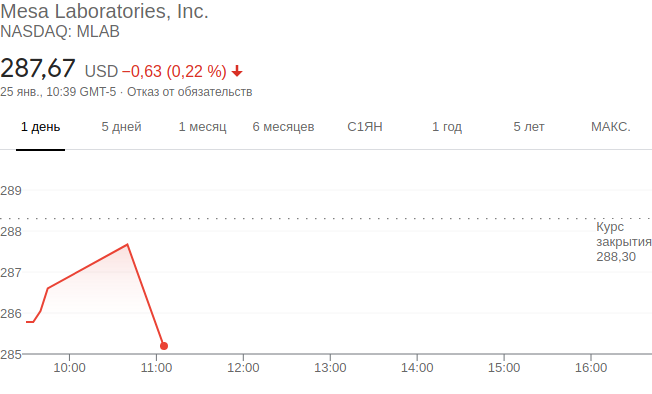 Mesa Laboratories, Inc.
NASDAQ: MLAB
287,67 USD −0,63 (0,22 %)
25 янв., 10:39 GMT-5 · Отказ от обязательств
1 день 5 дней 1 месяц 6 месяцев С1ЯН 1 год 5 лет МАКС.
289
288
Курс
закрытия
288,30
287
286
285
10:00 11:00 12:00 13:00 14:00 15:00 16:00